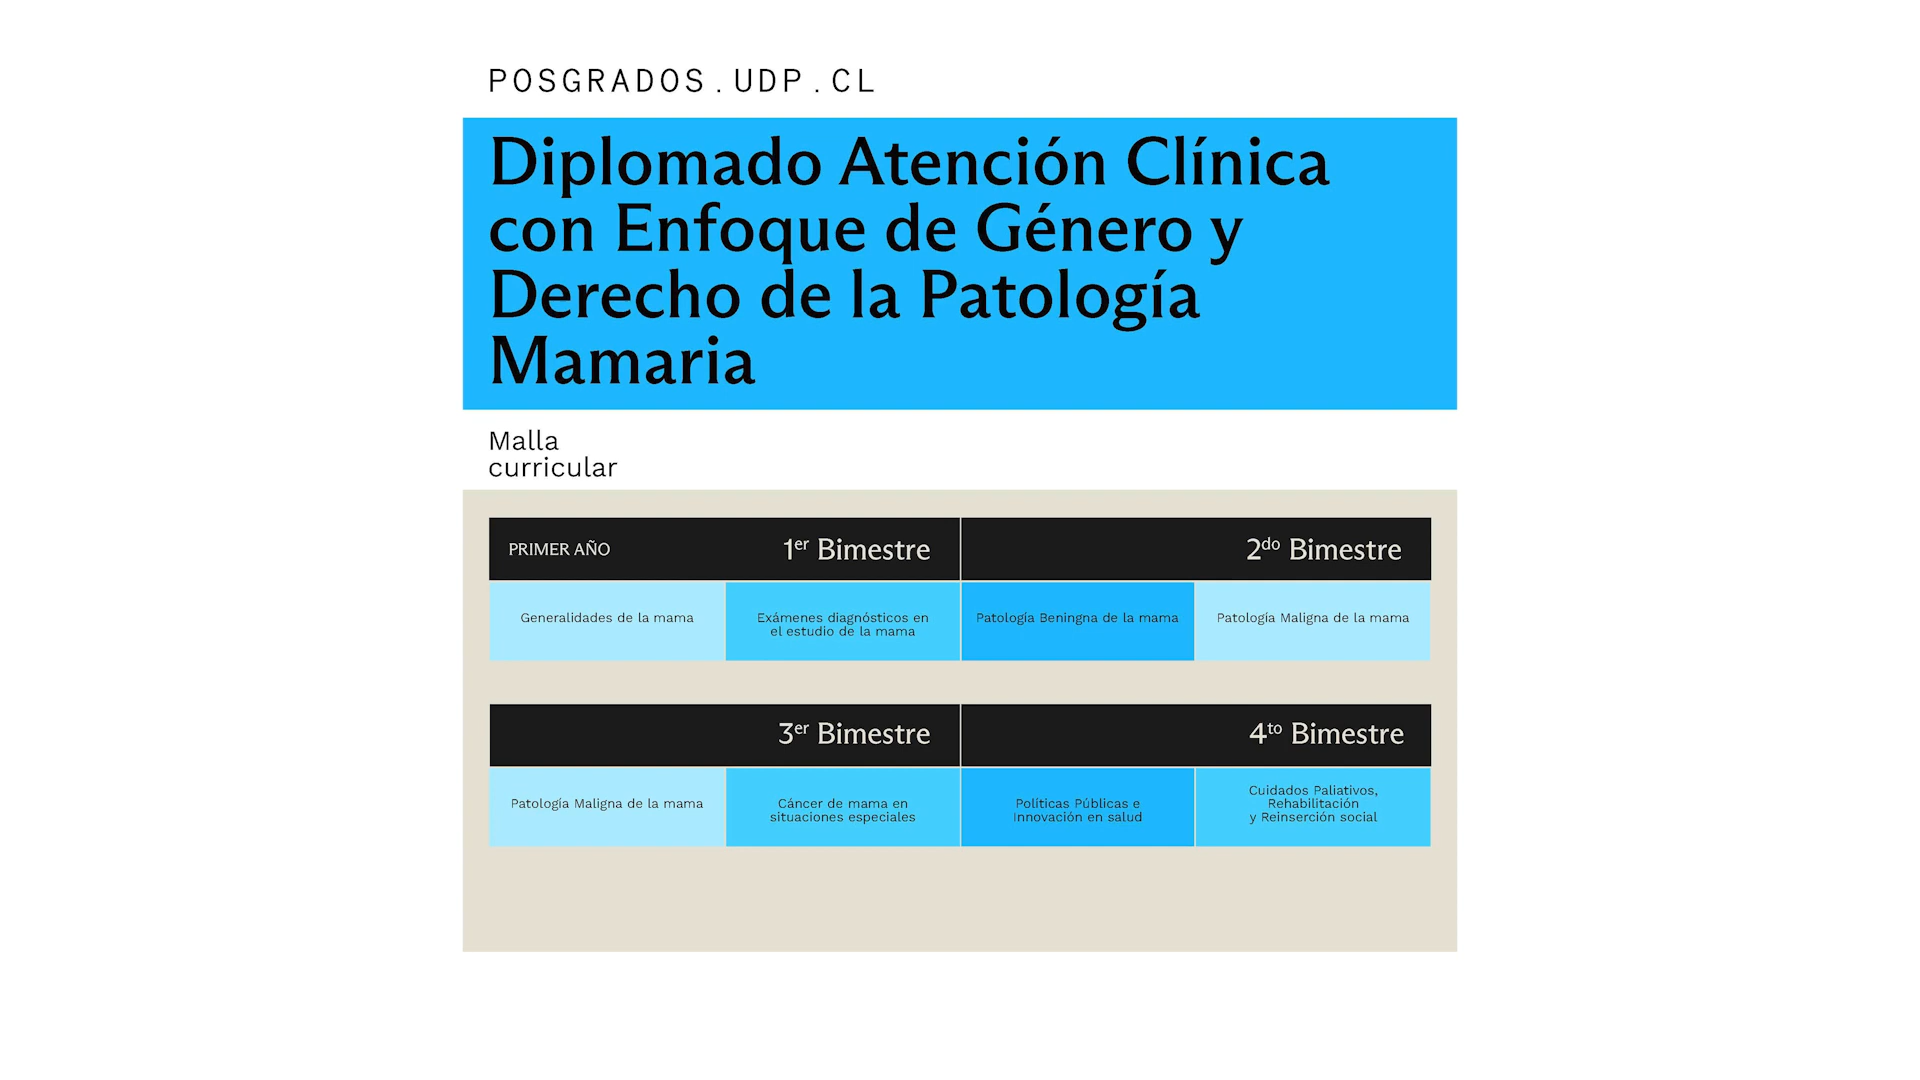 POSGRADOS.UDP.CL
Diplomado Atención Clínica
con Enfoque de Género y
Derecho de la Patología
Mamaria
Malla
curricular
PRIMER AÑO
1er Bimestre
2do Bimestre
Generalidades de la mama
Exámenes diagnósticos en
el estudio de la mama
Patología Beningna de la mama
Patología Maligna de la mama
3er Bimestre
4to Bimestre
Patología Maligna de la mama
Cáncer de mama en
situaciones especiales
Políticas Públicas e
Innovación en salud
Cuidados Paliativos,
Rehabilitación
y Reinserción social